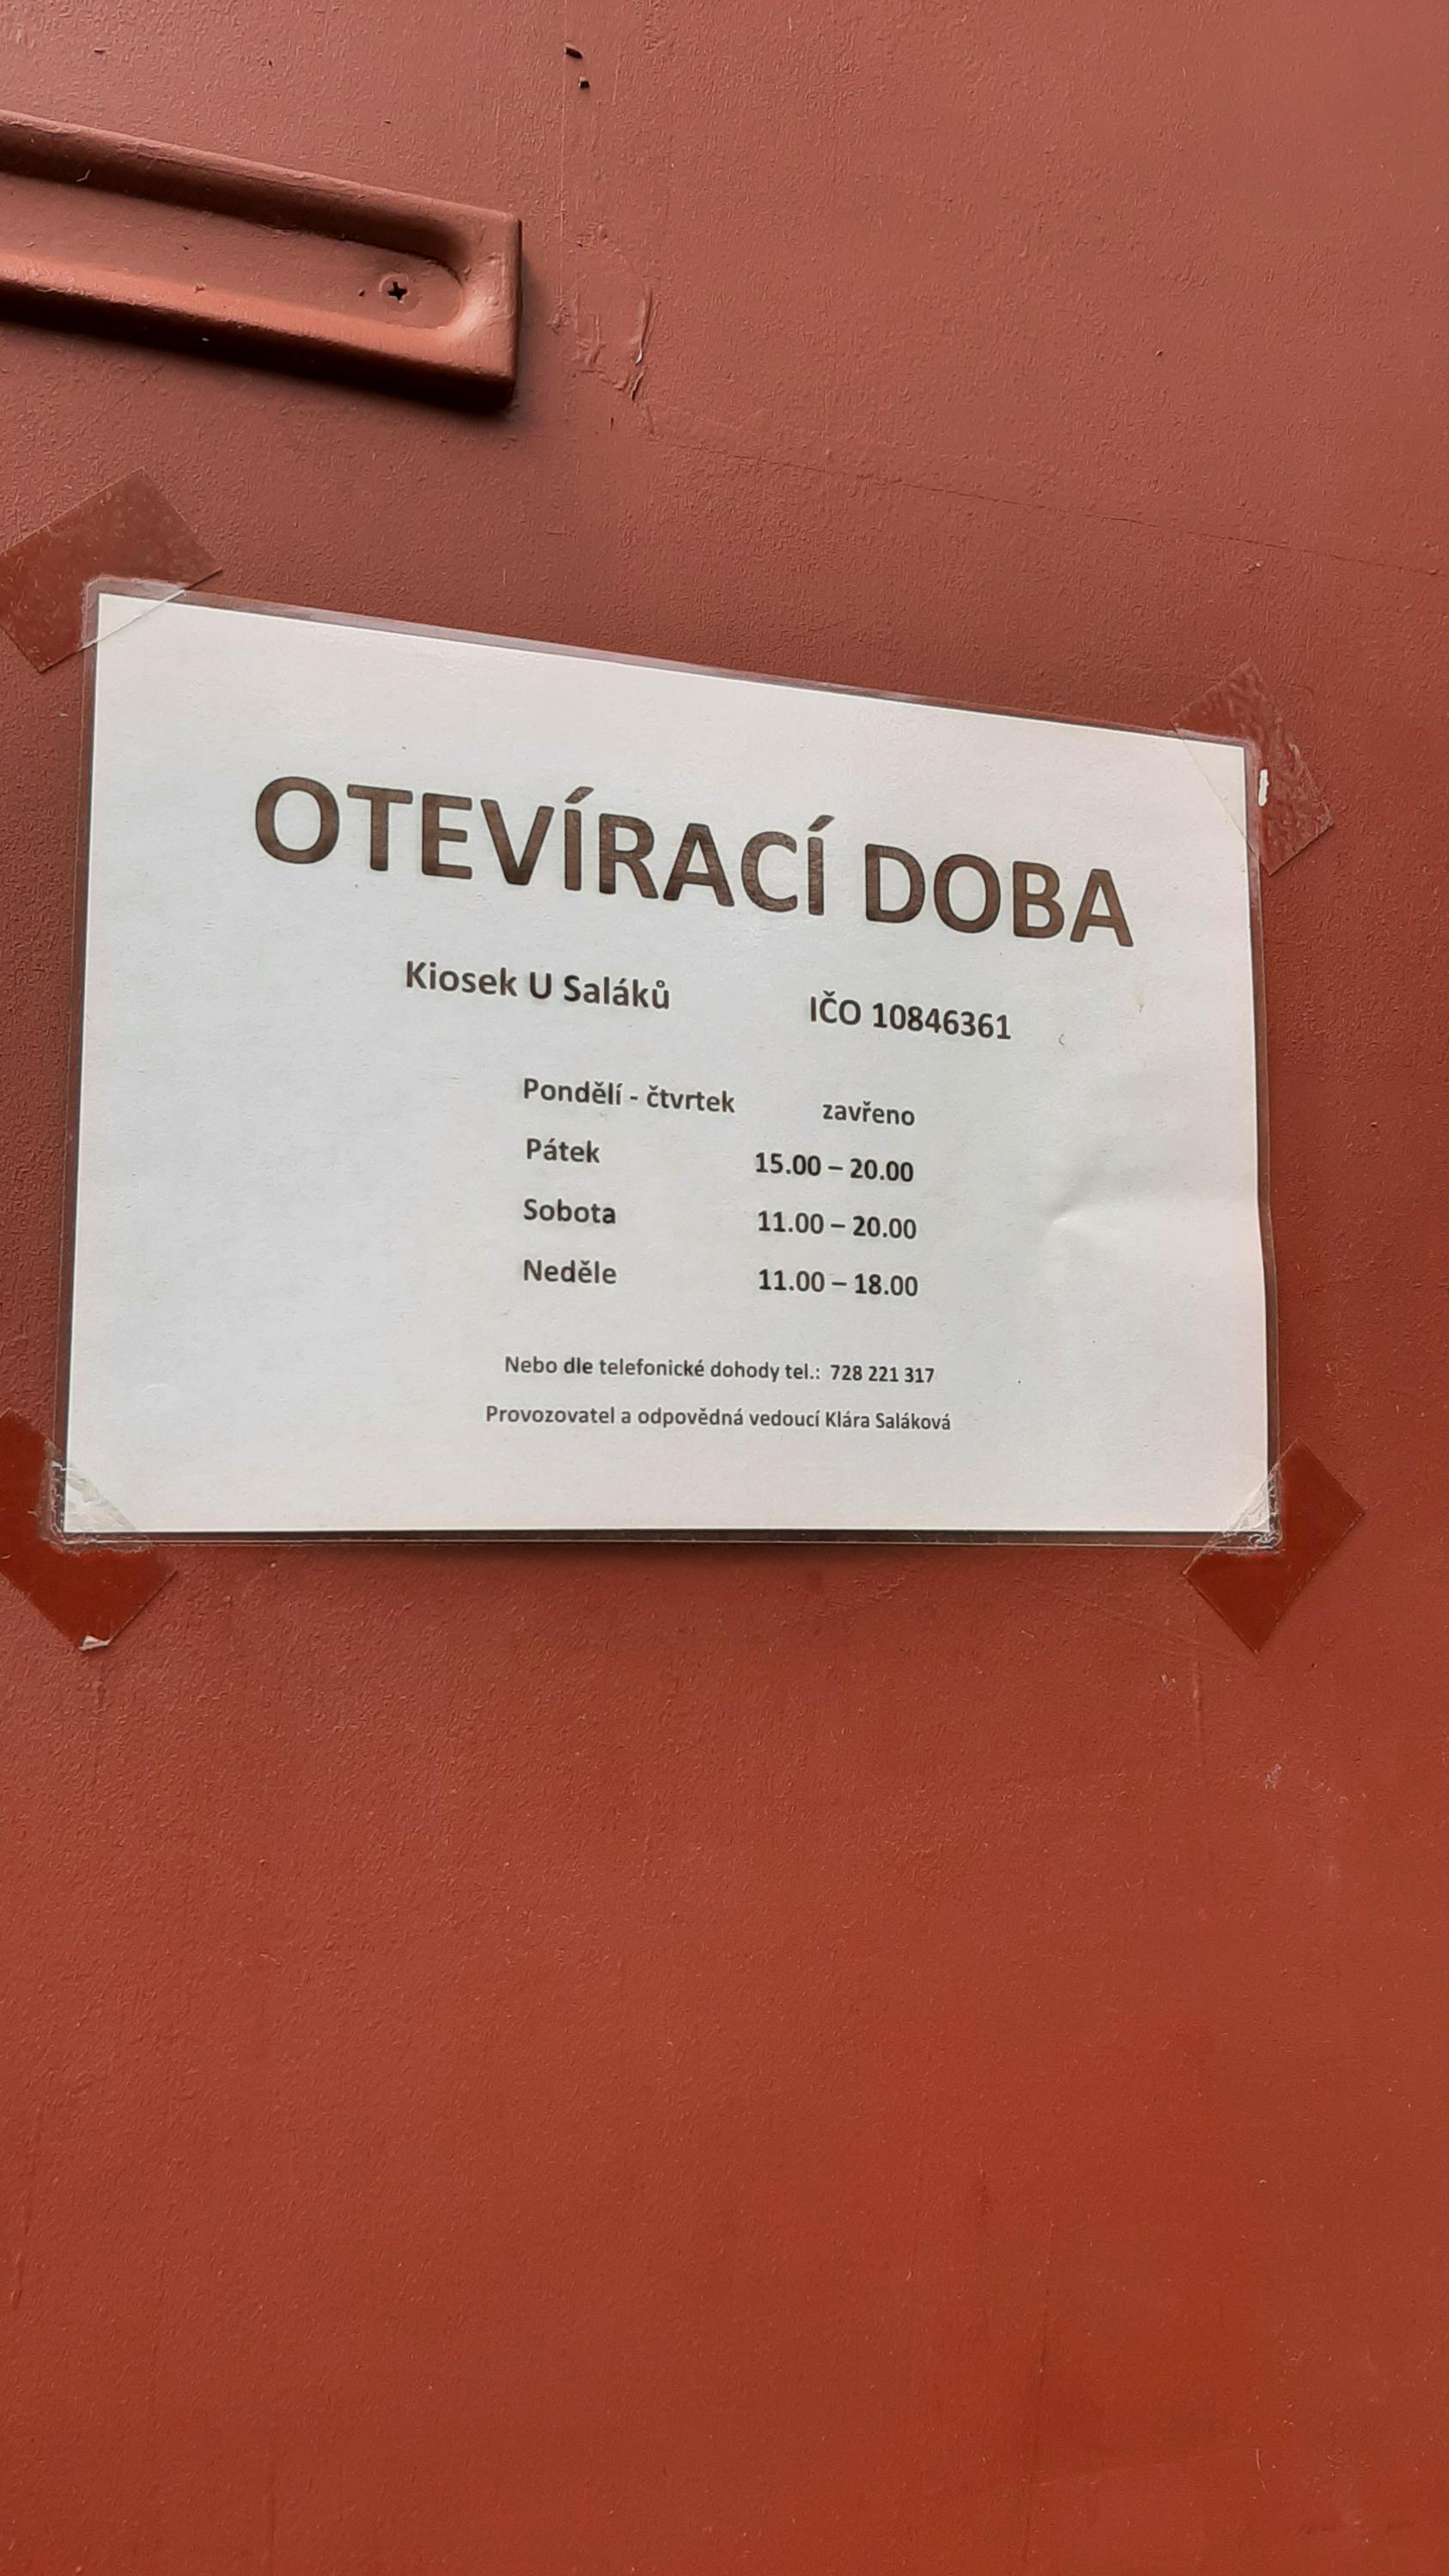 OTEVÍRACÍ DOBA
Kiosek U Saláků IČO 10846361
Pondělí - čtvrtek zavřeno
Pátek 15.00 – 20.00
Sobota 11.00 – 20.00
Neděle 11.00 – 18.00
Nebo dle telefonické dohody tel.: 728 221 317
Provozovatel a odpovědná vedoucí Klára Saláková